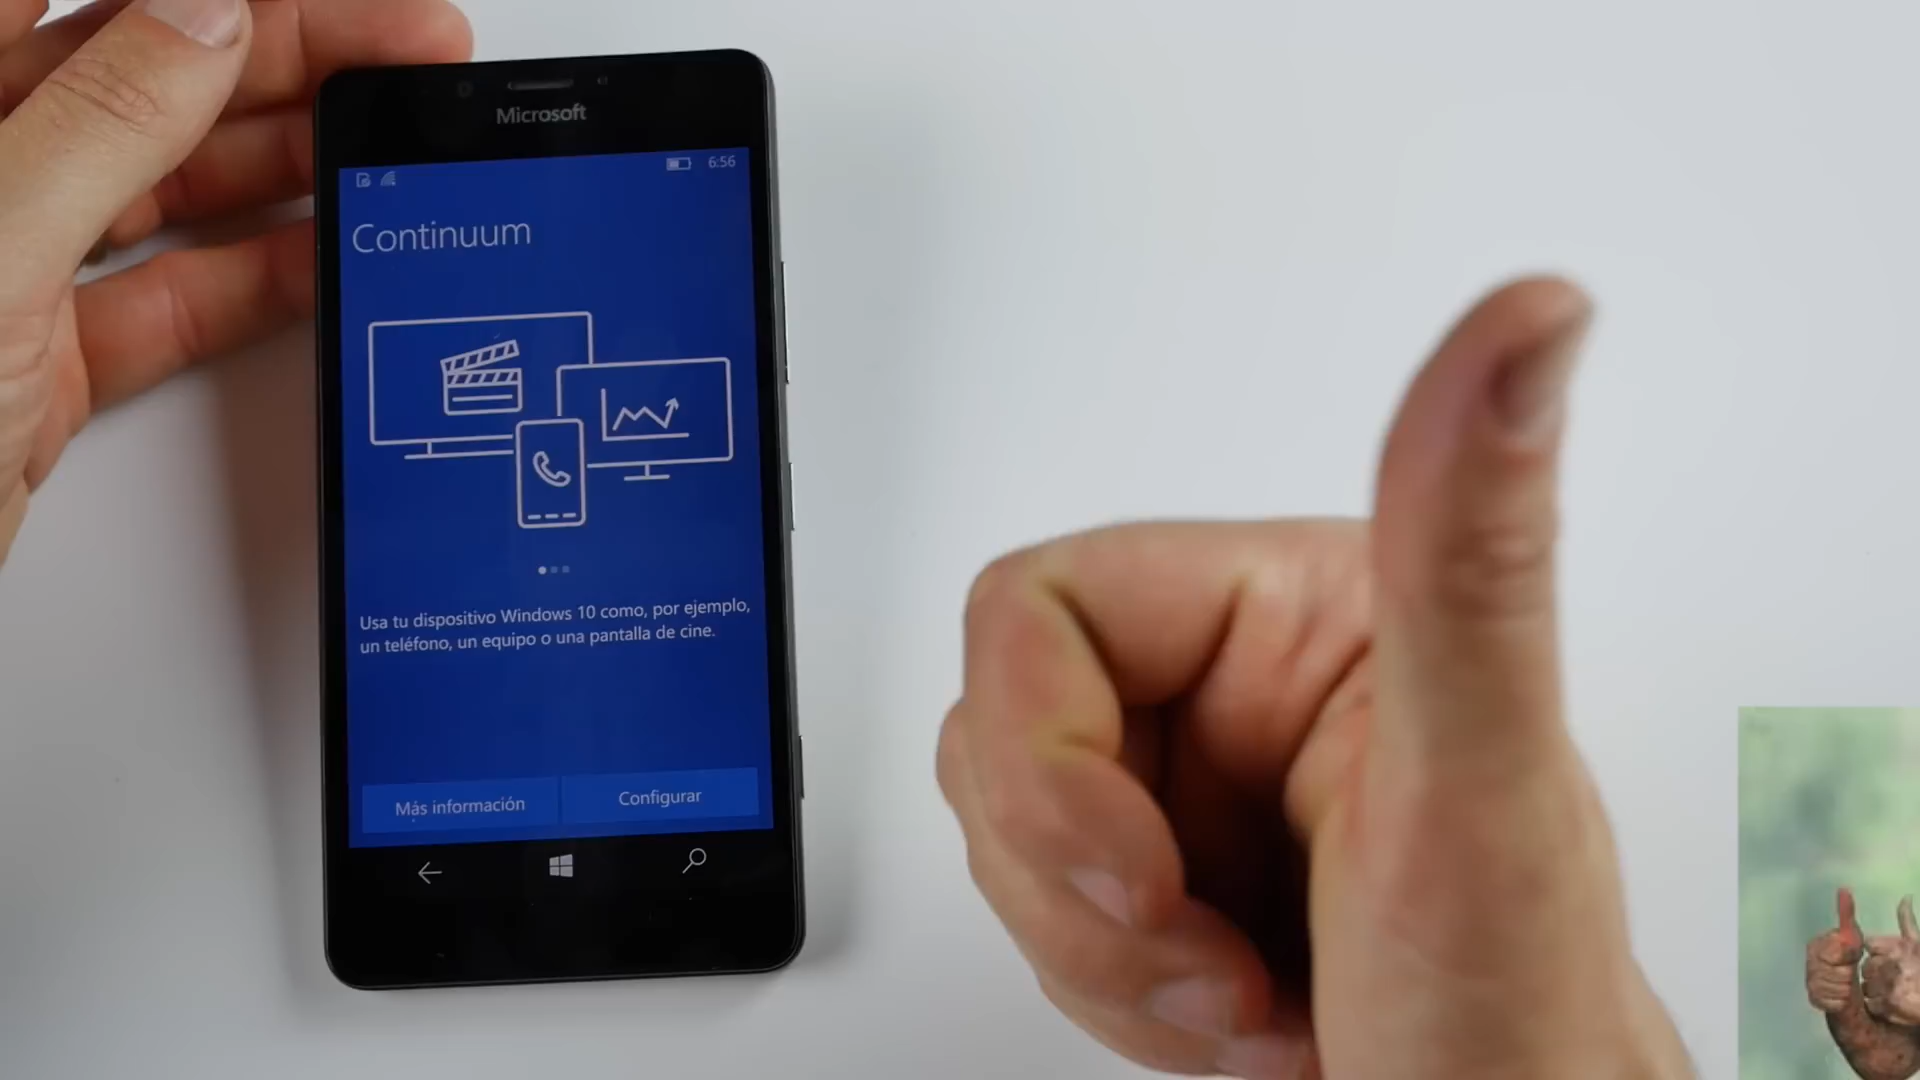 Microsoft
6:56
Continuum
Usa tu dispositivo Windows 10 como, por ejemplo,
un teléfono, un equipo o una pantalla de cine.
Más información
Configurar